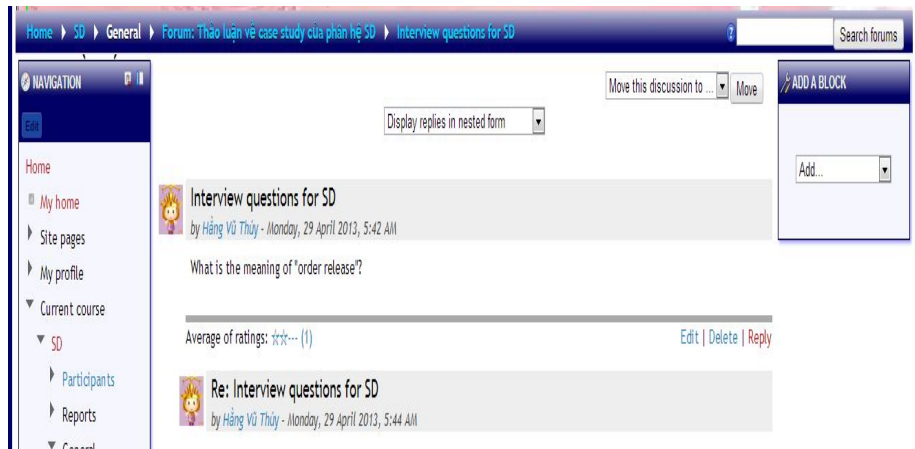 Home ▶ SD ▶ General ▶ Forum: Thảo luận về case study của phân hệ SD ▶ Interview questions for SD
Search forums
NAVIGATION
Edit
Home
My home
Site pages
My profile
Current course
SD
Participants
Reports
General
Move this discussion to ...
Move
Display replies in nested form
Interview questions for SD
by Hằng Vũ Thúy - Monday, 29 April 2013, 5:42 AM
What is the meaning of "order release"?
Average of ratings: ☆☆--- (1)
Edit | Delete | Reply
Re: Interview questions for SD
by Hằng Vũ Thúy - Monday, 29 April 2013, 5:44 AM
ADD A BLOCK
Add...